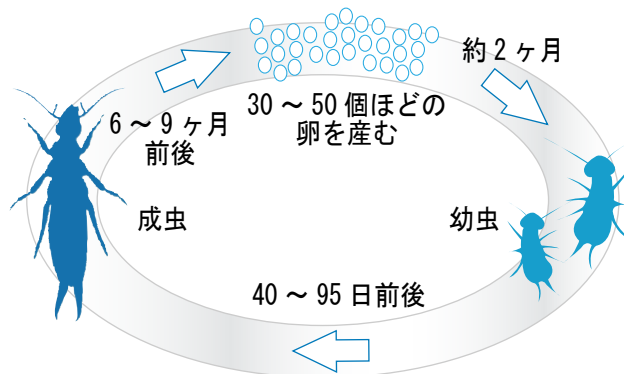 約２ヶ月
30 ～ 50 個ほどの
卵を産む
6 ～ 9 ヶ月
前後
成虫
幼虫
40 ～ 95 日前後